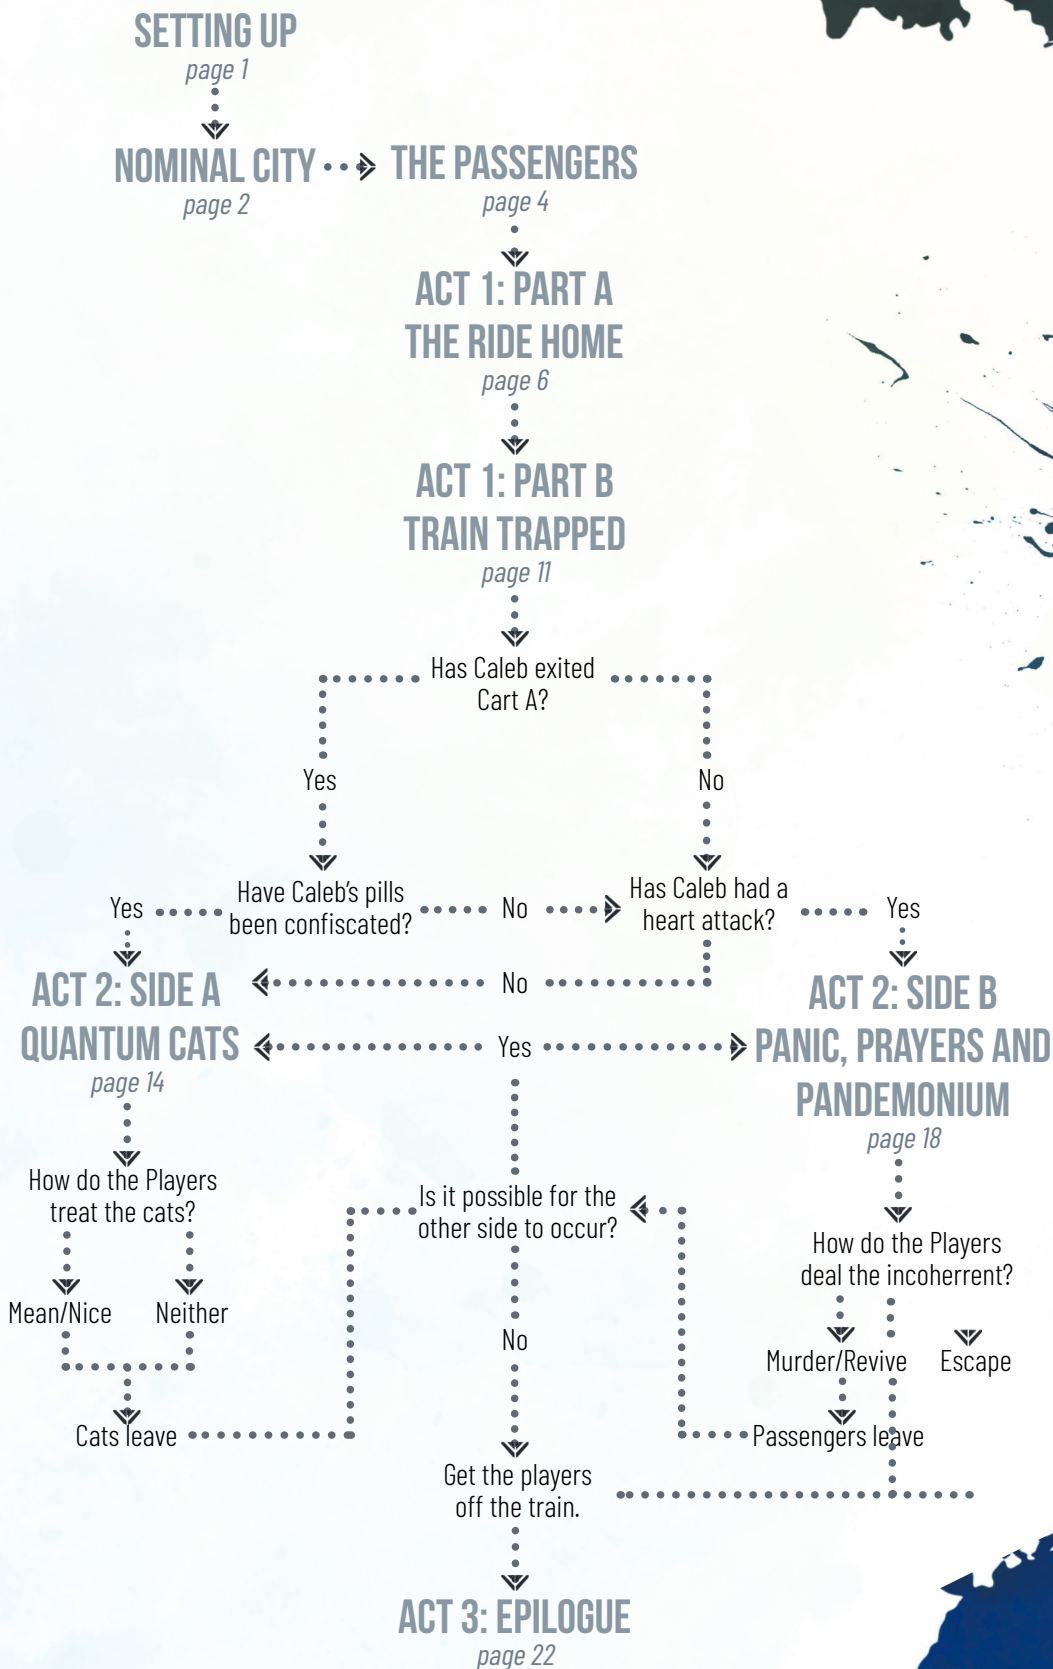 SETTING UP
page 1
NOMINAL CITY
page 2
THE PASSENGERS
page 4
ACT 1: PART A
THE RIDE HOME
page 6
ACT 1: PART B
TRAIN TRAPPED
page 11
Has Caleb exited
Cart A?
Yes
No
Have Caleb's pills
been confiscated?
Yes
No
Has Caleb had a
heart attack?
Yes
No
ACT 2: SIDE A
QUANTUM CATS
page 14
Yes
ACT 2: SIDE B
PANIC, PRAYERS AND
PANDEMONIUM
page 18
How do the Players
treat the cats?
Mean/Nice
Neither
Cats leave
Is it possible for the
other side to occur?
No
How do the Players
deal the incoherrent?
Murder/Revive
Escape
Passengers leave
Get the players
off the train.
ACT 3: EPILOGUE
page 22